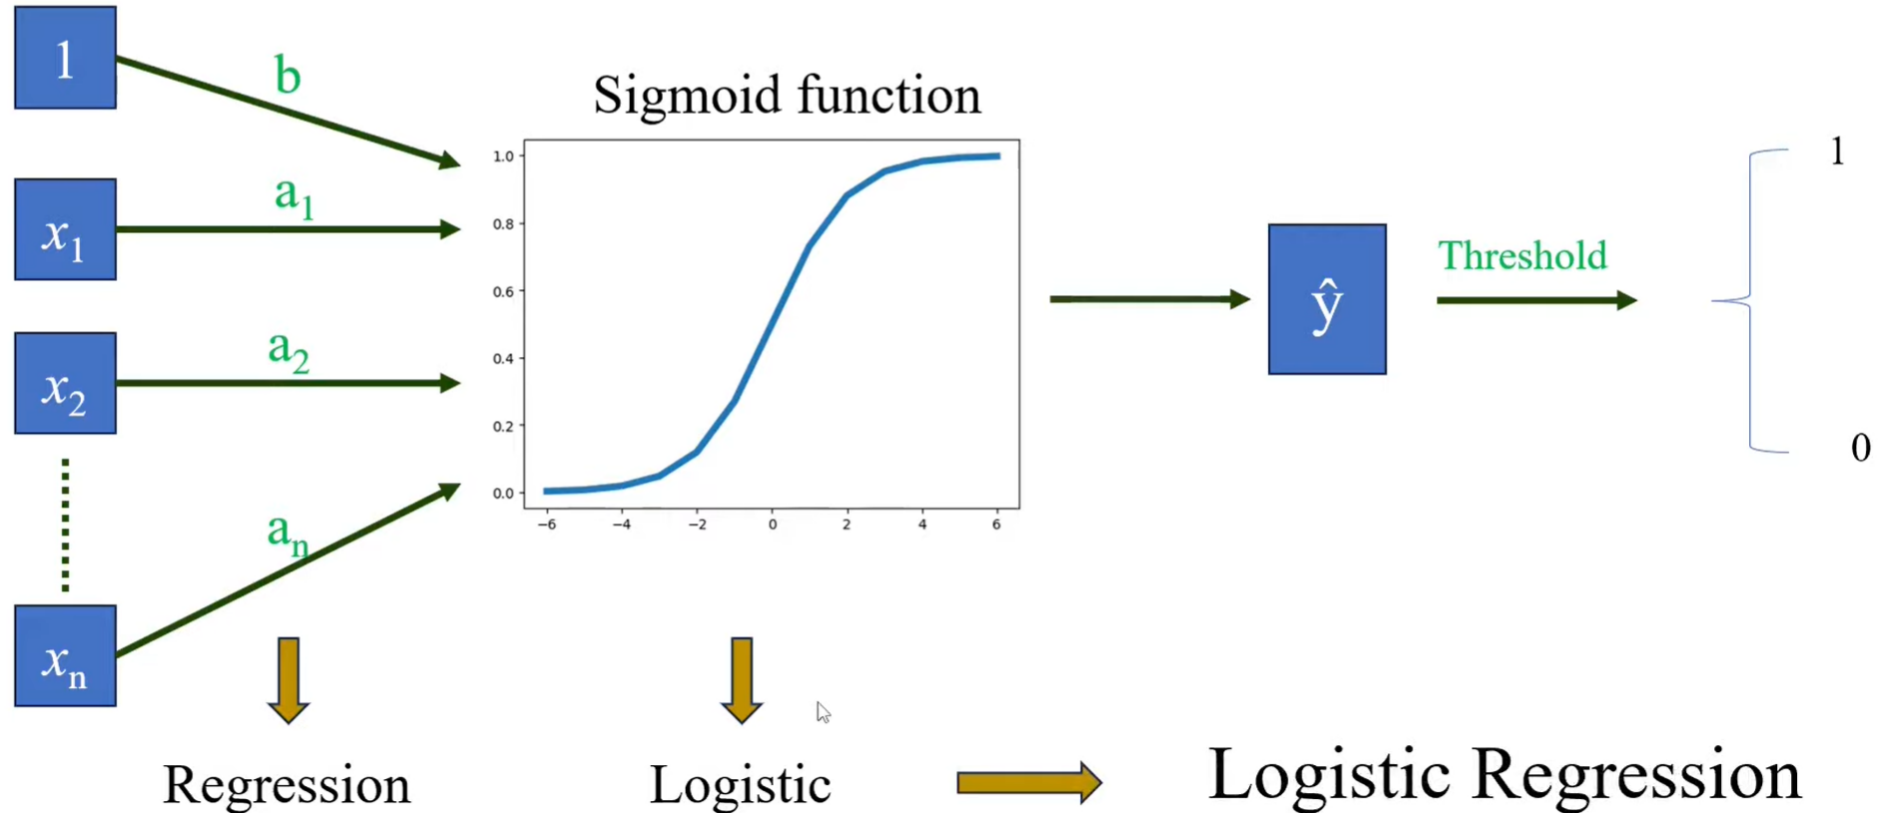 1
b
Sigmoid function
x₁
a₁
x₂
a₂
xₙ
aₙ
1.0
0.8
0.6
0.4
0.2
0.0
−6 −4 −2 0 2 4 6
ŷ
Threshold
1
0
Regression
Logistic
Logistic Regression